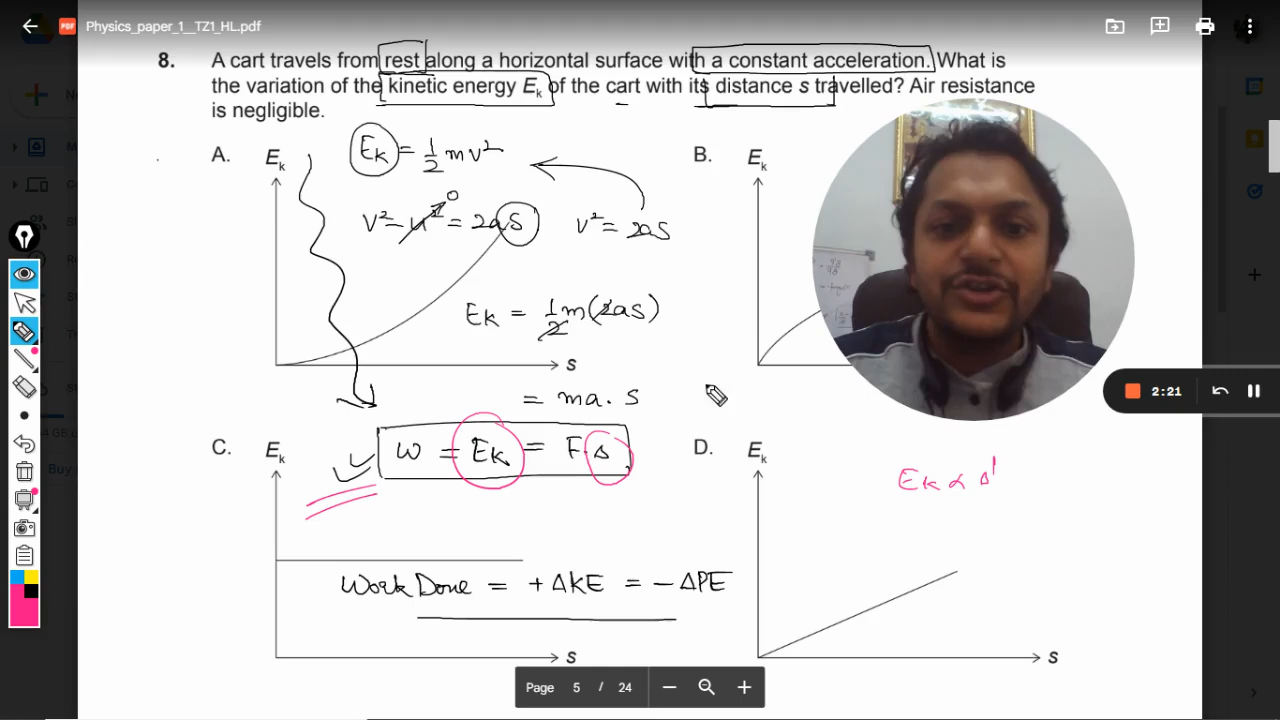 Physics_paper_1__TZ1_HL.pdf
8. A cart travels from rest along a horizontal surface with a constant acceleration. What is
the variation of the kinetic energy Eₖ of the cart with its distance s travelled? Air resistance
is negligible.
A. Eₖ
s
Eₖ = 1/2 mv²
v² - u² = 2as
0
v² = 2as
Eₖ = 1/2 m(2as)
= ma. s
B. Eₖ
C. Eₖ
s
W = Eₖ = F.s
Work Done = +ΔKE = -ΔPE
D. Eₖ
s
Eₖ ∝ s¹
2:21
Page 5 / 24